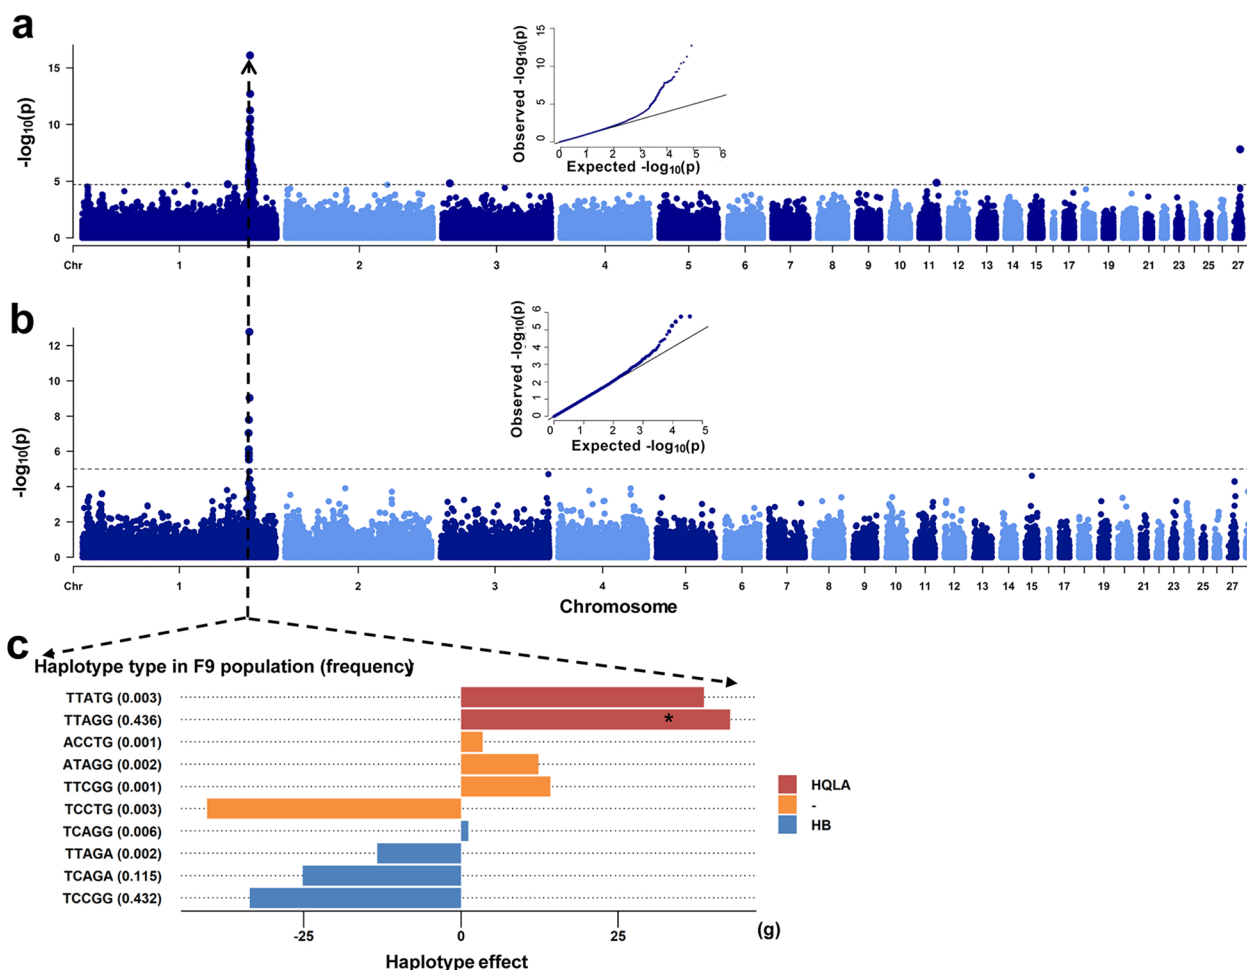 a
-log10(p)
15
10
5
0
Observed -log10(p)
15
10
5
0
0 1 2 3 4 5 6
Expected -log10(p)
Chr 1 2 3 4 5 6 7 8 9 10 11 12 13 14 15 17 19 21 23 25 27
b
-log10(p)
12
10
8
6
4
2
0
Observed -log10(p)
6
5
4
3
2
1
0
0 1 2 3 4 5
Expected -log10(p)
Chr 1 2 3 4 5 6 7 8 9 10 11 12 13 14 15 17 19 21 23 25 27
Chromosome
c
Haplotype type in F9 population (frequency)
TTATG (0.003)
TTAGG (0.436)
*
ACCTG (0.001)
ATAGG (0.002)
TTCGG (0.001)
TCCTG (0.003)
TCAGG (0.006)
TTAGA (0.002)
TCAGA (0.115)
TCCGG (0.432)
HQLA
-
HB
-25 0 25 (g)
Haplotype effect